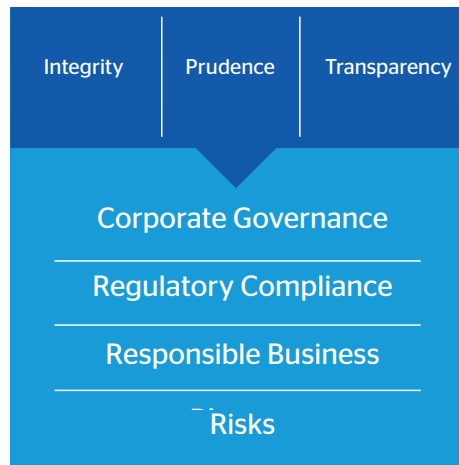 Integrity Prudence Transparency
Corporate Governance
Regulatory Compliance
Responsible Business
Risks